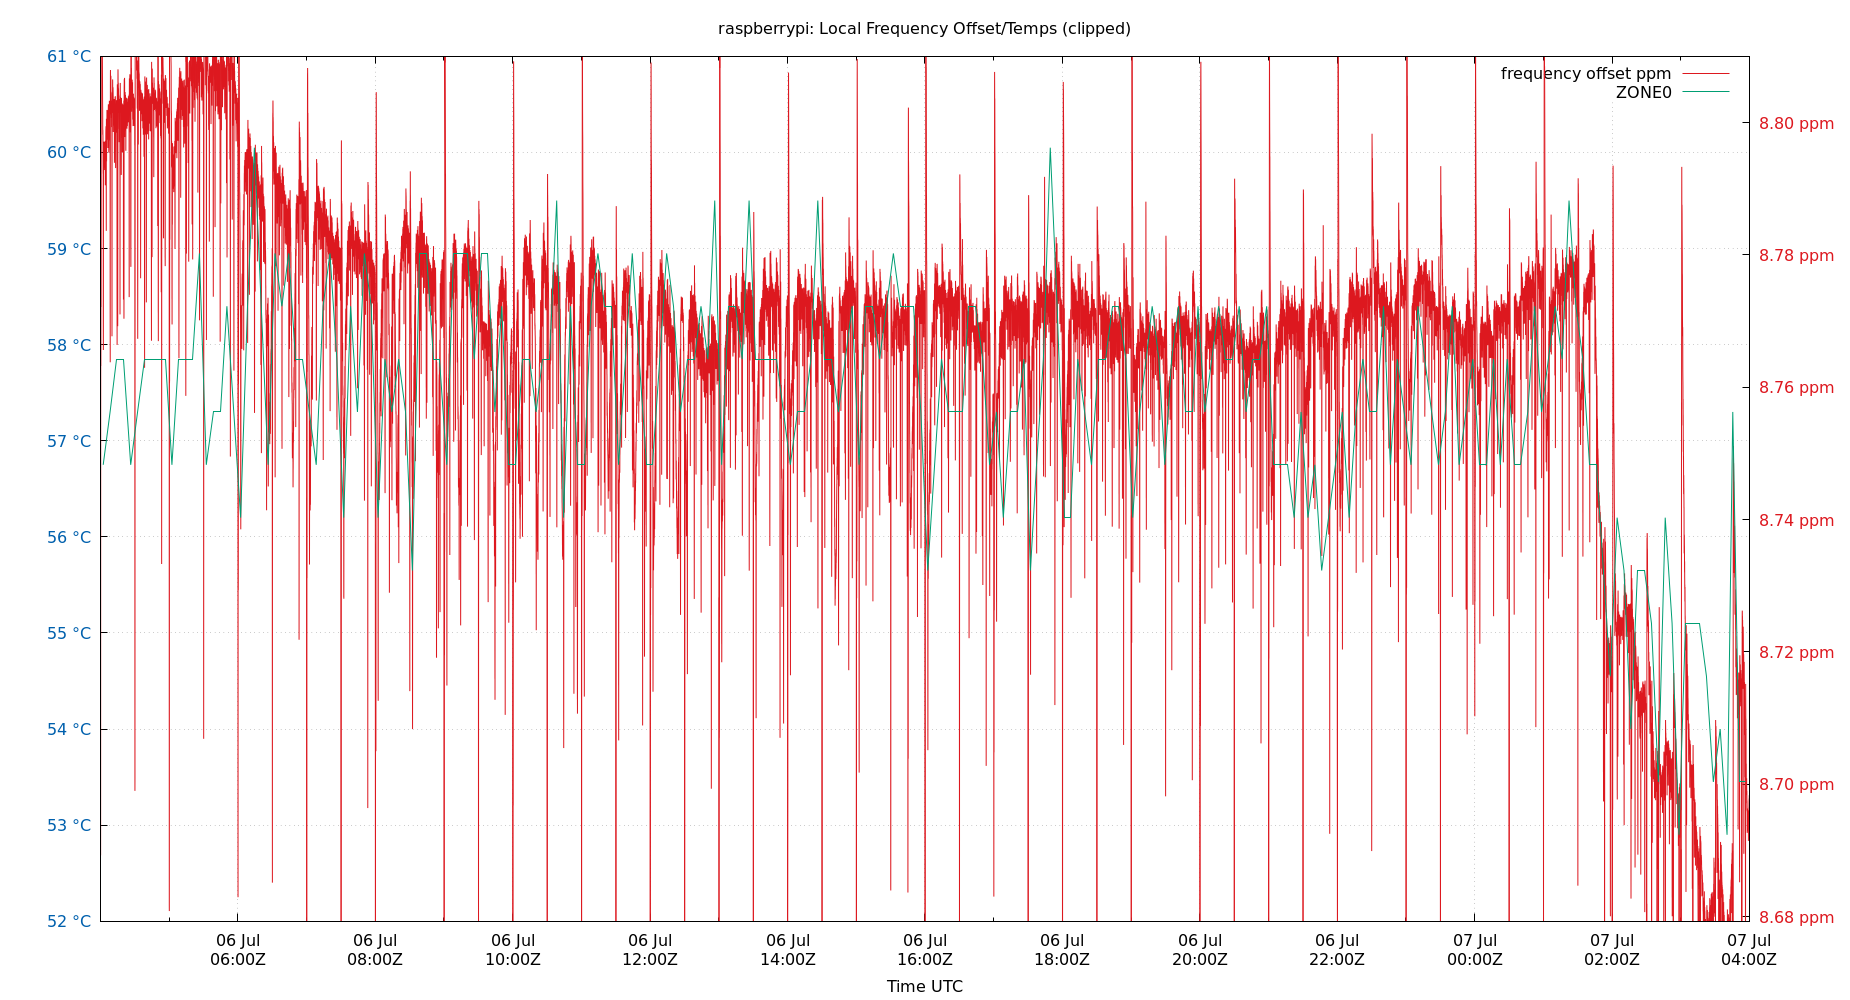 raspberrypi: Local Frequency Offset/Temps (clipped)
frequency offset ppm
ZONE0
61 °C
60 °C
59 °C
58 °C
57 °C
56 °C
55 °C
54 °C
53 °C
52 °C
8.80 ppm
8.78 ppm
8.76 ppm
8.74 ppm
8.72 ppm
8.70 ppm
8.68 ppm
06 Jul
06:00Z
06 Jul
08:00Z
06 Jul
10:00Z
06 Jul
12:00Z
06 Jul
14:00Z
06 Jul
16:00Z
06 Jul
18:00Z
06 Jul
20:00Z
06 Jul
22:00Z
07 Jul
00:00Z
07 Jul
02:00Z
07 Jul
04:00Z
Time UTC